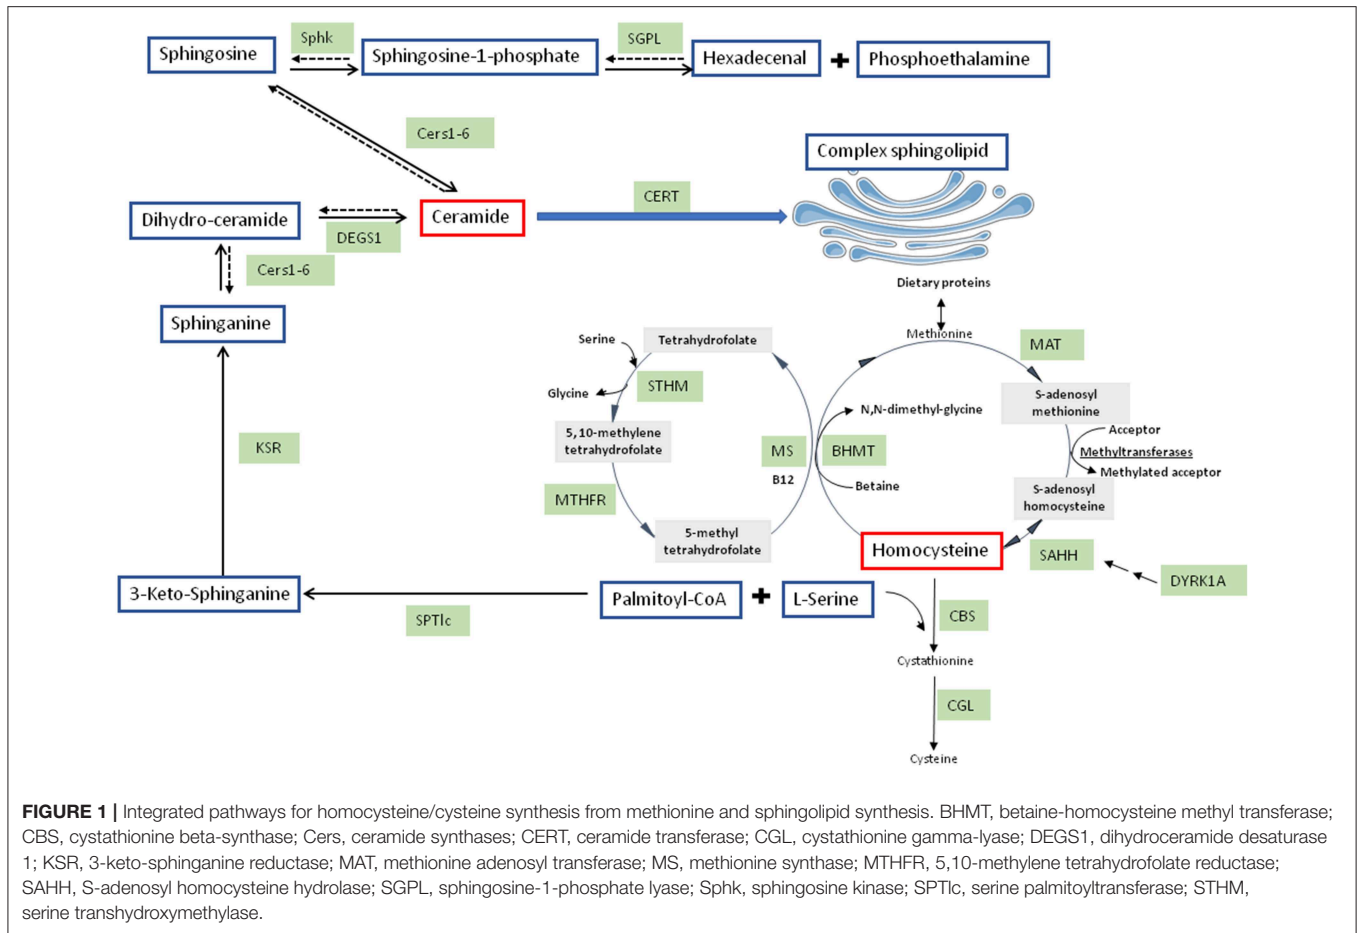 Sphingosine
Sphk
Sphingosine-1-phosphate
SGPL
Hexadecenal
+
Phosphoethalamine
Cers1-6
Complex sphingolipid
Dihydro-ceramide
DEGS1
Ceramide
CERT
Cers1-6
Sphinganine
Dietary proteins
Methionine
MAT
S-adenosyl
methionine
Acceptor
Methyltransferases
Methylated acceptor
S-adenosyl
homocysteine
Serine
Tetrahydrofolate
STHM
Glycine
5,10-methylene
tetrahydrofolate
MTHFR
5-methyl
tetrahydrofolate
MS
B12
BHMT
N,N-dimethyl-glycine
Betaine
Homocysteine
SAHH
DYRK1A
KSR
3-Keto-Sphinganine
SPTlc
Palmitoyl-CoA
+
L-Serine
CBS
Cystathionine
CGL
Cysteine
FIGURE 1 | Integrated pathways for homocysteine/cysteine synthesis from methionine and sphingolipid synthesis. BHMT, betaine-homocysteine methyl transferase;
CBS, cystathionine beta-synthase; Cers, ceramide synthases; CERT, ceramide transferase; CGL, cystathionine gamma-lyase; DEGS1, dihydroceramide desaturase
1; KSR, 3-keto-sphinganine reductase; MAT, methionine adenosyl transferase; MS, methionine synthase; MTHFR, 5,10-methylene tetrahydrofolate reductase;
SAHH, S-adenosyl homocysteine hydrolase; SGPL, sphingosine-1-phosphate lyase; Sphk, sphingosine kinase; SPTlc, serine palmitoyltransferase; STHM,
serine transhydroxymethylase.